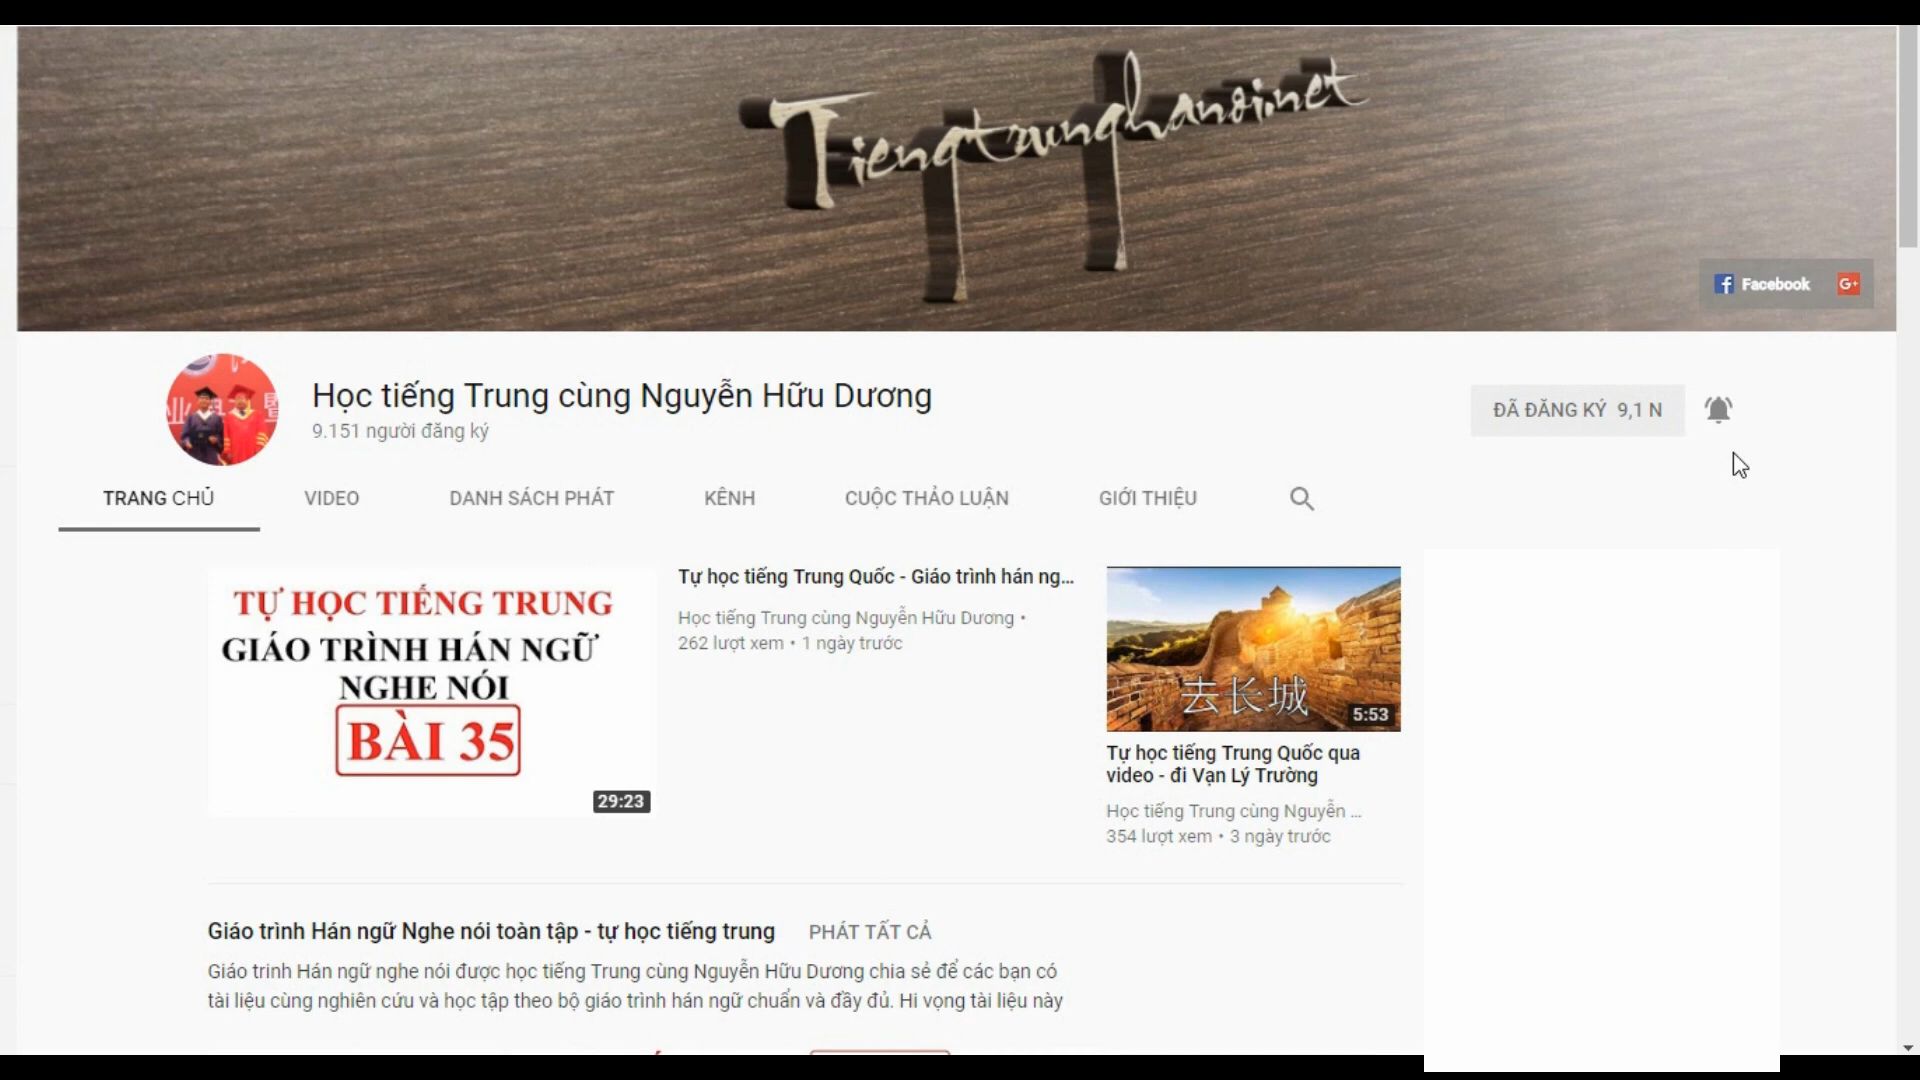 Tiengtrunghanoi.net
Facebook
G+
Học tiếng Trung cùng Nguyễn Hữu Dương
9.151 người đăng ký
ĐÃ ĐĂNG KÝ 9,1 N
TRANG CHỦ
VIDEO
DANH SÁCH PHÁT
KÊNH
CUỘC THẢO LUẬN
GIỚI THIỆU
TỰ HỌC TIẾNG TRUNG
GIÁO TRÌNH HÁN NGỮ
NGHE NÓI
BÀI 35
29:23
Tự học tiếng Trung Quốc - Giáo trình hán ng...
Học tiếng Trung cùng Nguyễn Hữu Dương •
262 lượt xem • 1 ngày trước
去长城
5:53
Tự học tiếng Trung Quốc qua
video - đi Vạn Lý Trường
Học tiếng Trung cùng Nguyễn ...
354 lượt xem • 3 ngày trước
Giáo trình Hán ngữ Nghe nói toàn tập - tự học tiếng trung
PHÁT TẤT CẢ
Giáo trinh Hán ngữ nghe nói được học tiếng Trung cùng Nguyễn Hữu Dương chia sẻ để các bạn có
tài liệu cùng nghiên cứu và học tập theo bộ giáo trình hán ngữ chuẩn và đầy đủ. Hi vọng tài liệu này